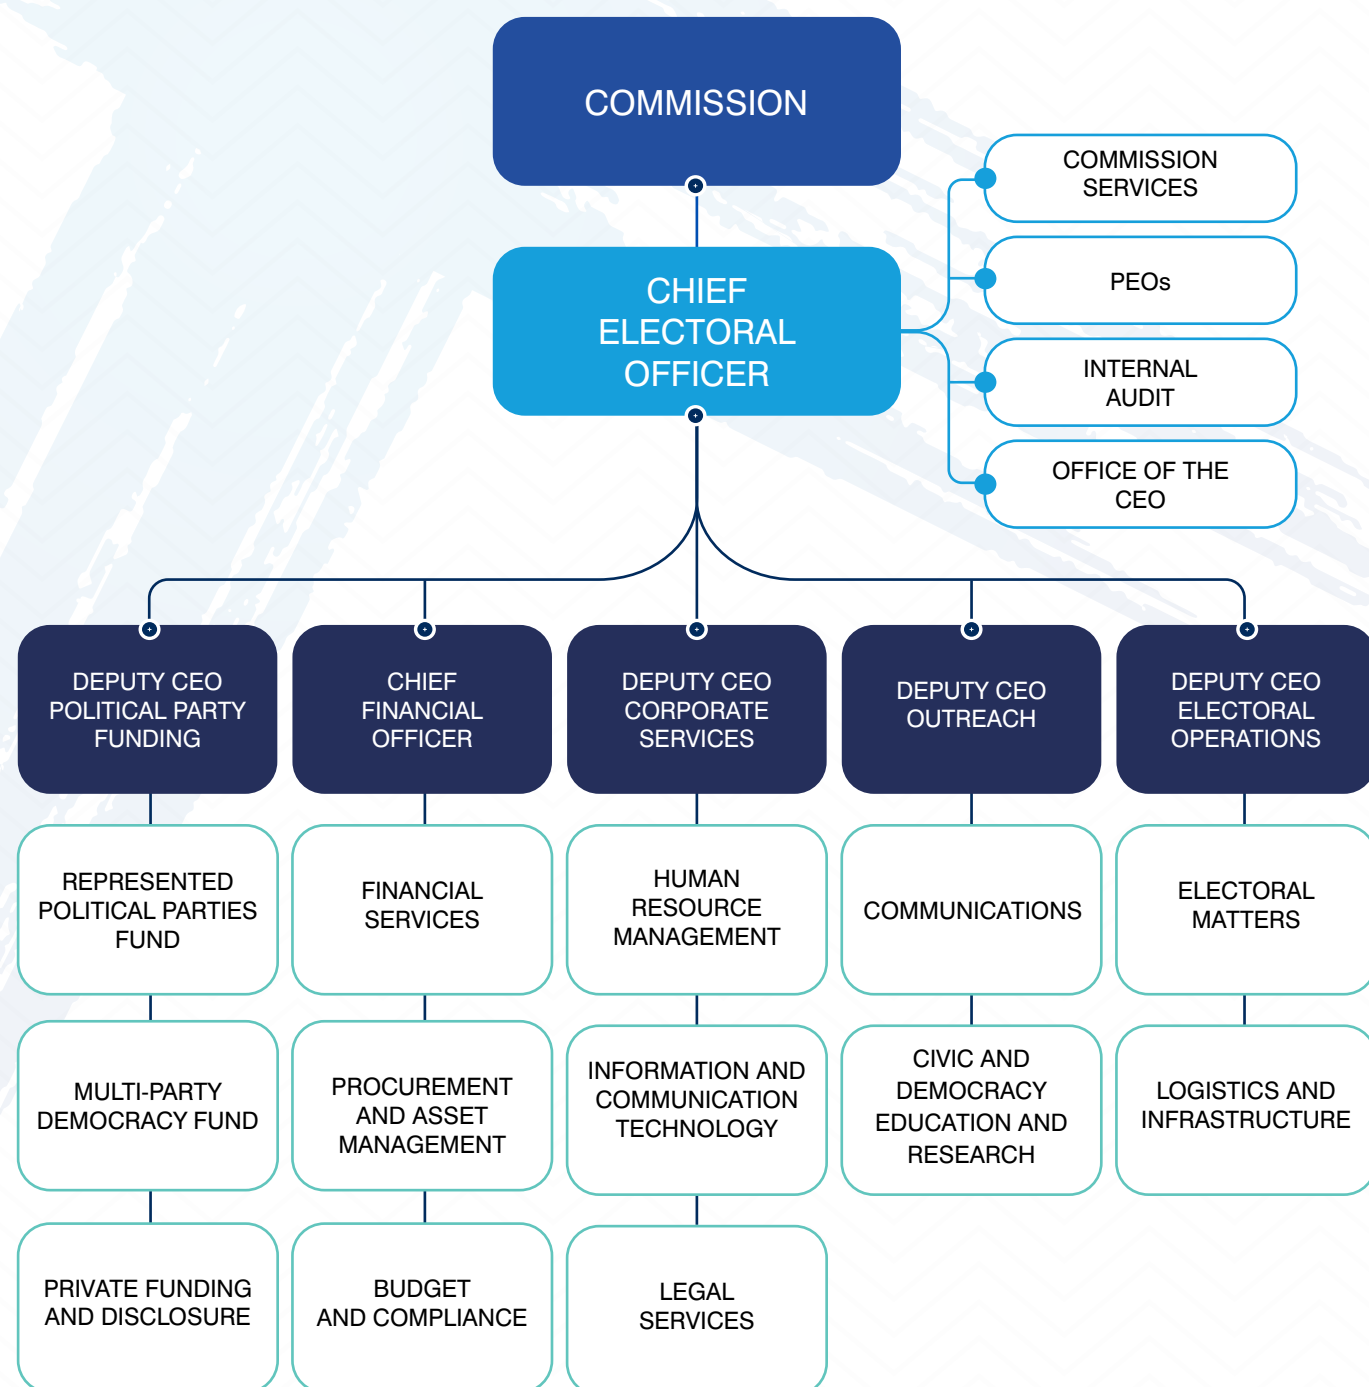 COMMISSION
CHIEF
ELECTORAL
OFFICER
COMMISSION
SERVICES
PEOs
INTERNAL
AUDIT
OFFICE OF THE
CEO
DEPUTY CEO
POLITICAL PARTY
FUNDING
CHIEF
FINANCIAL
OFFICER
DEPUTY CEO
CORPORATE
SERVICES
DEPUTY CEO
OUTREACH
DEPUTY CEO
ELECTORAL
OPERATIONS
REPRESENTED
POLITICAL PARTIES
FUND
FINANCIAL
SERVICES
HUMAN
RESOURCE
MANAGEMENT
COMMUNICATIONS
ELECTORAL
MATTERS
MULTI-PARTY
DEMOCRACY FUND
PROCUREMENT
AND ASSET
MANAGEMENT
INFORMATION AND
COMMUNICATION
TECHNOLOGY
CIVIC AND
DEMOCRACY
EDUCATION AND
RESEARCH
LOGISTICS AND
INFRASTRUCTURE
PRIVATE FUNDING
AND DISCLOSURE
BUDGET
AND COMPLIANCE
LEGAL
SERVICES